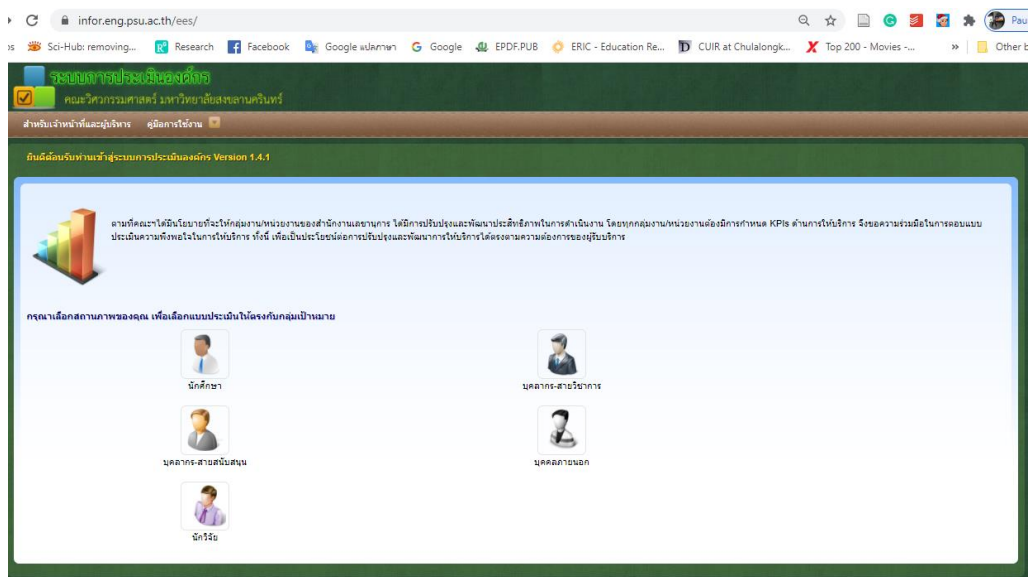 infor.eng.psu.ac.th/ees/
Pau
Sci-Hub: removing... Research Facebook Google แปลภาษา Google EPDF.PUB ERIC - Education Re... CUIR at Chulalongk... Top 200 - Movies -... » Other b
ระบบการประเมินองค์กร
คณะวิศวกรรมศาสตร์ มหาวิทยาลัยสงขลานครินทร์
สำหรับเจ้าหน้าที่และผู้บริหาร คู่มือการใช้งาน
ยินดีต้อนรับท่านเข้าสู่ระบบการประเมินองค์กร Version 1.4.1
ตามที่คณะฯได้มีนโยบายที่จะให้กลุ่มงาน/หน่วยงานของสำนักงานเลขานุการ ได้มีการปรับปรุงและพัฒนาประสิทธิภาพในการดำเนินงาน โดยทุกกลุ่มงาน/หน่วยงานต้องมีการกำหนด KPIs ด้านการให้บริการ จึงขอความร่วมมือในการตอบแบบ
ประเมินความพึงพอใจในการให้บริการ ทั้งนี้ เพื่อเป็นประโยชน์ต่อการปรับปรุงและพัฒนาการให้บริการได้ตรงตามความต้องการของผู้รับบริการ
กรุณาเลือกสถานภาพของคุณ เพื่อเลือกแบบประเมินให้ตรงกับกลุ่มเป้าหมาย
นักศึกษา บุคลากร-สายวิชาการ
บุคลากร-สายสนับสนุน บุคคลภายนอก
นักวิจัย